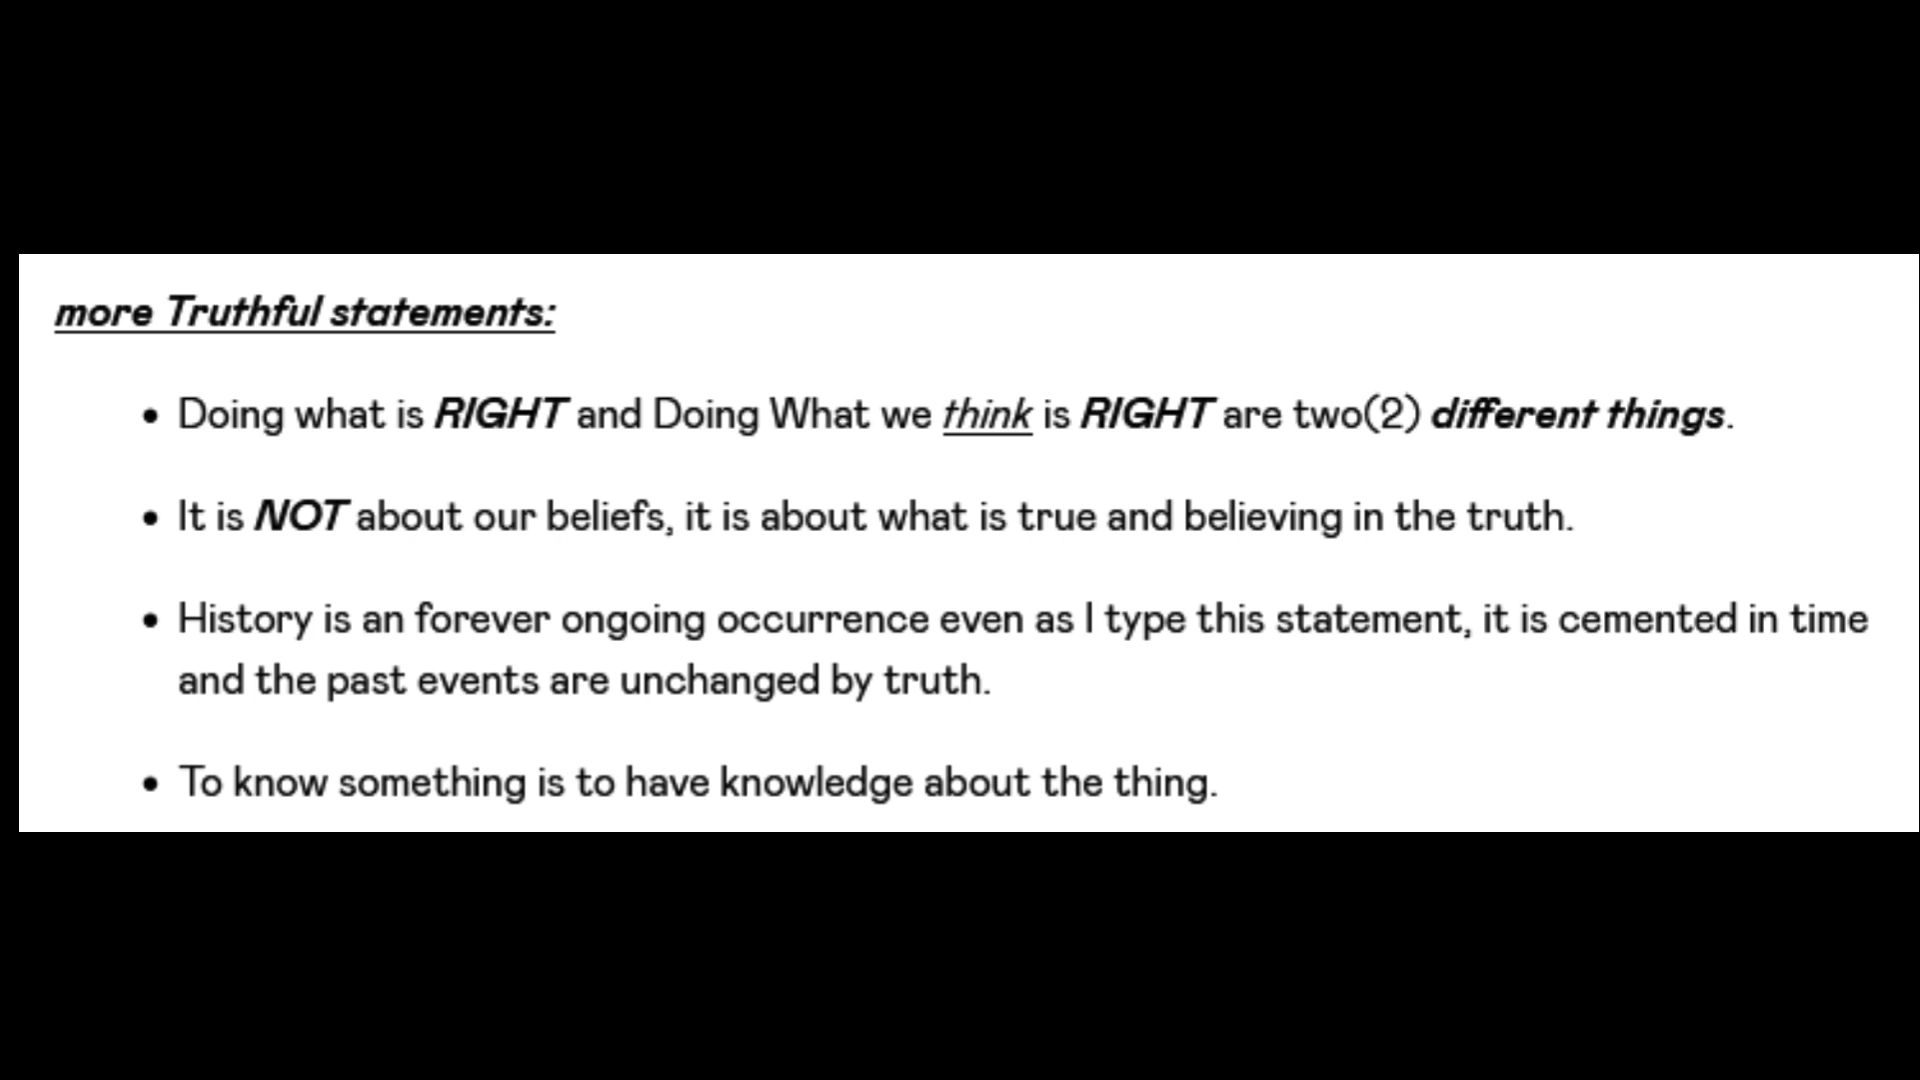 more Truthful statements:
• Doing what is RIGHT and Doing What we think is RIGHT are two(2) different things.
• It is NOT about our beliefs, it is about what is true and believing in the truth.
• History is an forever ongoing occurrence even as I type this statement, it is cemented in time
and the past events are unchanged by truth.
• To know something is to have knowledge about the thing.